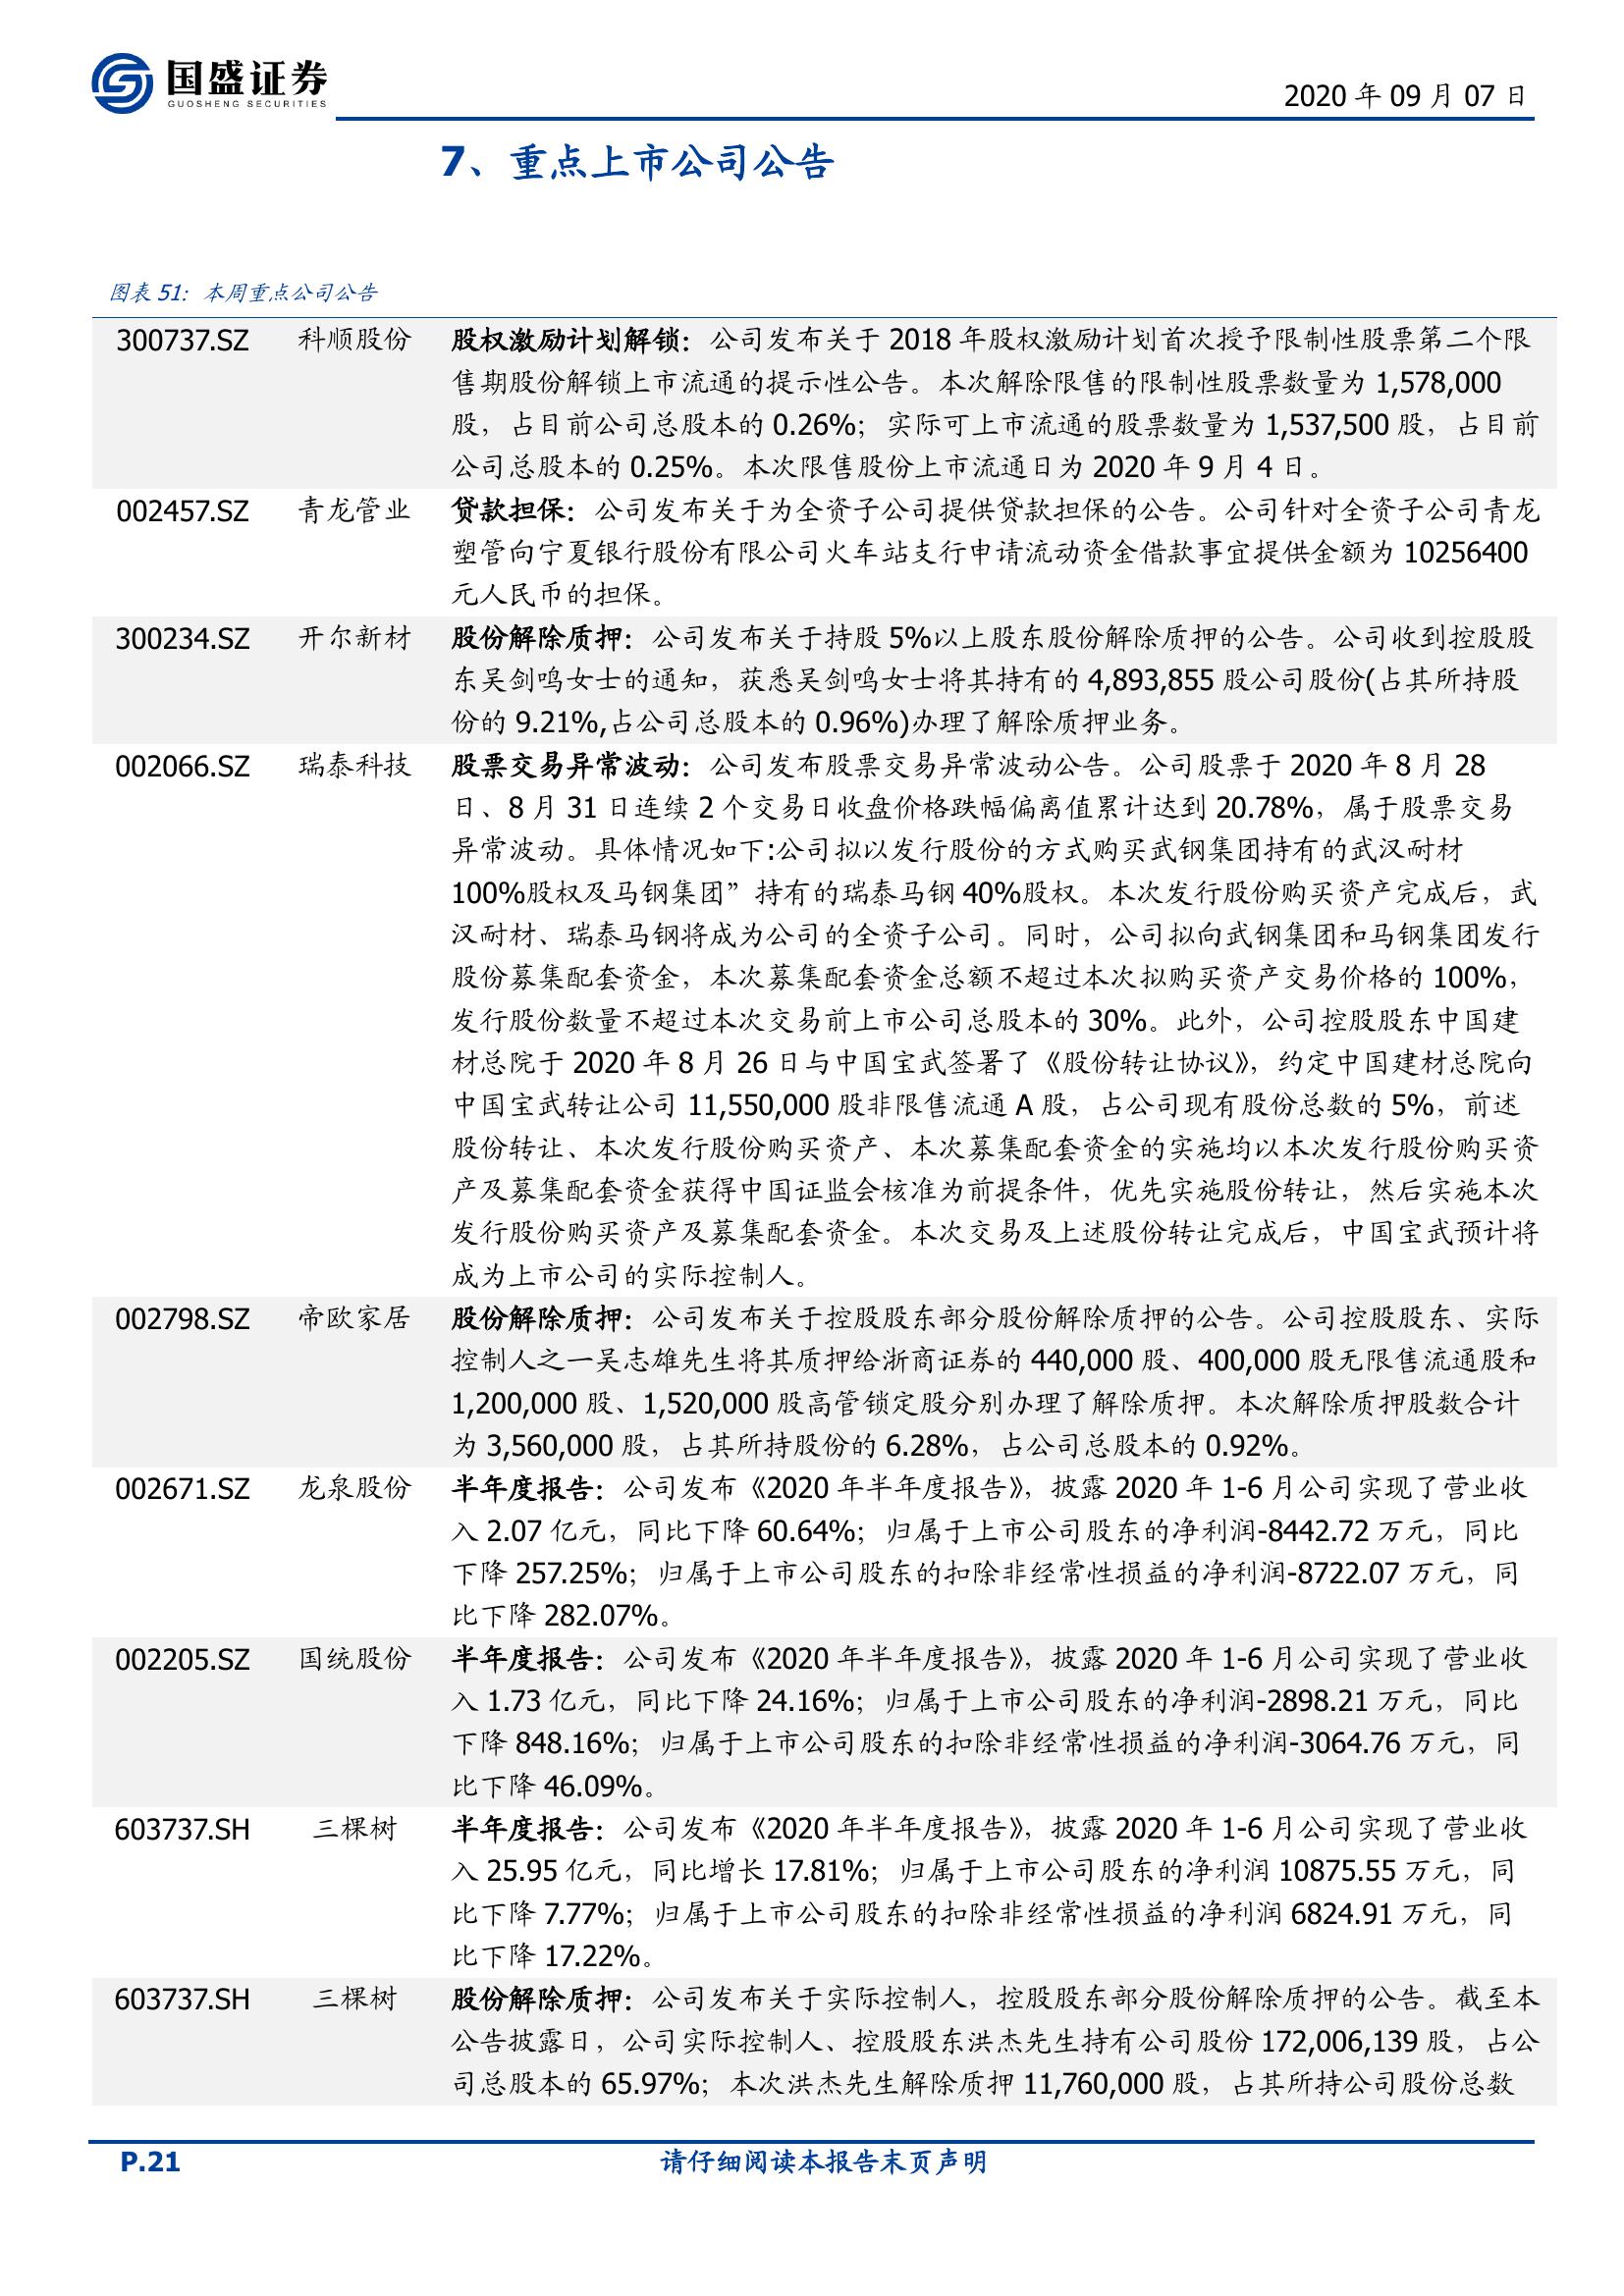 国盛证券
GUOSHENG SECURITIES
2020 年 09 月 07 日
7、重点上市公司公告
图表 51：本周重点公司公告
300737.SZ 科顺股份 股权激励计划解锁：公司发布关于 2018 年股权激励计划首次授予限制性股票第二个限
售期股份解锁上市流通的提示性公告。本次解除限售的限制性股票数量为 1,578,000
股，占目前公司总股本的 0.26%；实际可上市流通的股票数量为 1,537,500 股，占目前
公司总股本的 0.25%。本次限售股份上市流通日为 2020 年 9 月 4 日。
002457.SZ 青龙管业 贷款担保：公司发布关于为全资子公司提供贷款担保的公告。公司针对全资子公司青龙
塑管向宁夏银行股份有限公司火车站支行申请流动资金借款事宜提供金额为 10256400
元人民币的担保。
300234.SZ 开尔新材 股份解除质押：公司发布关于持股 5%以上股东股份解除质押的公告。公司收到控股股
东吴剑鸣女士的通知，获悉吴剑鸣女士将其持有的 4,893,855 股公司股份(占其所持股
份的 9.21%,占公司总股本的 0.96%)办理了解除质押业务。
002066.SZ 瑞泰科技 股票交易异常波动：公司发布股票交易异常波动公告。公司股票于 2020 年 8 月 28
日、8 月 31 日连续 2 个交易日收盘价格跌幅偏离值累计达到 20.78%，属于股票交易
异常波动。具体情况如下:公司拟以发行股份的方式购买武钢集团持有的武汉耐材
100%股权及马钢集团”持有的瑞泰马钢 40%股权。本次发行股份购买资产完成后，武
汉耐材、瑞泰马钢将成为公司的全资子公司。同时，公司拟向武钢集团和马钢集团发行
股份募集配套资金，本次募集配套资金总额不超过本次拟购买资产交易价格的 100%，
发行股份数量不超过本次交易前上市公司总股本的 30%。此外，公司控股股东中国建
材总院于 2020 年 8 月 26 日与中国宝武签署了《股份转让协议》，约定中国建材总院向
中国宝武转让公司 11,550,000 股非限售流通 A 股，占公司现有股份总数的 5%，前述
股份转让、本次发行股份购买资产、本次募集配套资金的实施均以本次发行股份购买资
产及募集配套资金获得中国证监会核准为前提条件，优先实施股份转让，然后实施本次
发行股份购买资产及募集配套资金。本次交易及上述股份转让完成后，中国宝武预计将
成为上市公司的实际控制人。
002798.SZ 帝欧家居 股份解除质押：公司发布关于控股股东部分股份解除质押的公告。公司控股股东、实际
控制人之一吴志雄先生将其质押给浙商证券的 440,000 股、400,000 股无限售流通股和
1,200,000 股、1,520,000 股高管锁定股分别办理了解除质押。本次解除质押股数合计
为 3,560,000 股，占其所持股份的 6.28%，占公司总股本的 0.92%。
002671.SZ 龙泉股份 半年度报告：公司发布《2020 年半年度报告》，披露 2020 年 1-6 月公司实现了营业收
入 2.07 亿元，同比下降 60.64%；归属于上市公司股东的净利润-8442.72 万元，同比
下降 257.25%；归属于上市公司股东的扣除非经常性损益的净利润-8722.07 万元，同
比下降 282.07%。
002205.SZ 国统股份 半年度报告：公司发布《2020 年半年度报告》，披露 2020 年 1-6 月公司实现了营业收
入 1.73 亿元，同比下降 24.16%；归属于上市公司股东的净利润-2898.21 万元，同比
下降 848.16%；归属于上市公司股东的扣除非经常性损益的净利润-3064.76 万元，同
比下降 46.09%。
603737.SH 三棵树 半年度报告：公司发布《2020 年半年度报告》，披露 2020 年 1-6 月公司实现了营业收
入 25.95 亿元，同比增长 17.81%；归属于上市公司股东的净利润 10875.55 万元，同
比下降 7.77%；归属于上市公司股东的扣除非经常性损益的净利润 6824.91 万元，同
比下降 17.22%。
603737.SH 三棵树 股份解除质押：公司发布关于实际控制人，控股股东部分股份解除质押的公告。截至本
公告披露日，公司实际控制人、控股股东洪杰先生持有公司股份 172,006,139 股，占公
司总股本的 65.97%；本次洪杰先生解除质押 11,760,000 股，占其所持公司股份总数
P.21 请仔细阅读本报告末页声明